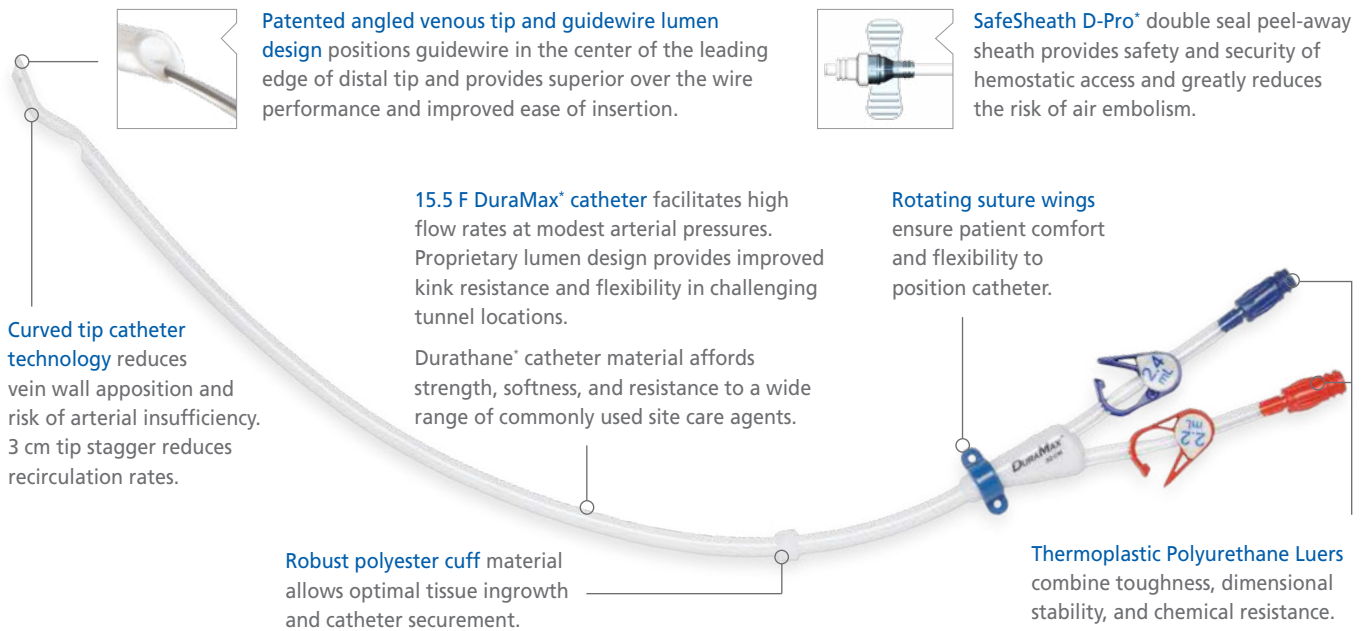 Patented angled venous tip and guidewire lumen
design positions guidewire in the center of the leading
edge of distal tip and provides superior over the wire
performance and improved ease of insertion.
SafeSheath D-Pro* double seal peel-away
sheath provides safety and security of
hemostatic access and greatly reduces
the risk of air embolism.
15.5 F DuraMax* catheter facilitates high
flow rates at modest arterial pressures.
Proprietary lumen design provides improved
kink resistance and flexibility in challenging
tunnel locations.
Durathane* catheter material affords
strength, softness, and resistance to a wide
range of commonly used site care agents.
Rotating suture wings
ensure patient comfort
and flexibility to
position catheter.
Curved tip catheter
technology reduces
vein wall apposition and
risk of arterial insufficiency.
3 cm tip stagger reduces
recirculation rates.
2.4
mL
2.2
mL
DURAMAX
Robust polyester cuff material
allows optimal tissue ingrowth
and catheter securement.
Thermoplastic Polyurethane Luers
combine toughness, dimensional
stability, and chemical resistance.